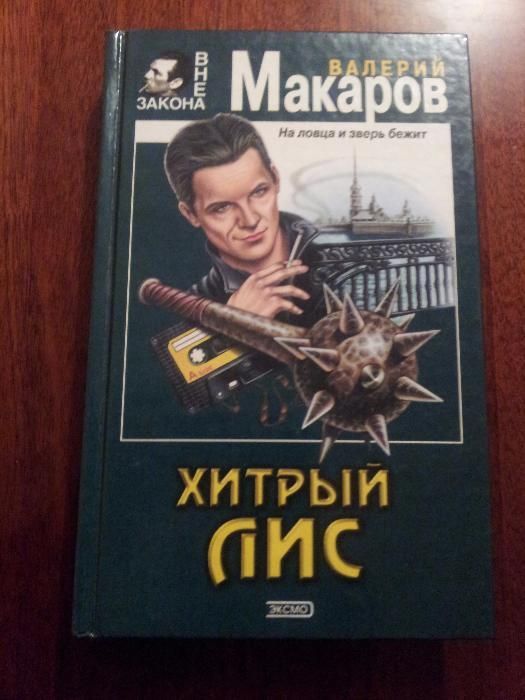 ВНЕ
ЗАКОНА
ВАЛЕРИЙ
Макаров
На ловца и зверь бежит
A
ХИТРЫЙ
ЛИС
ЭКСМО